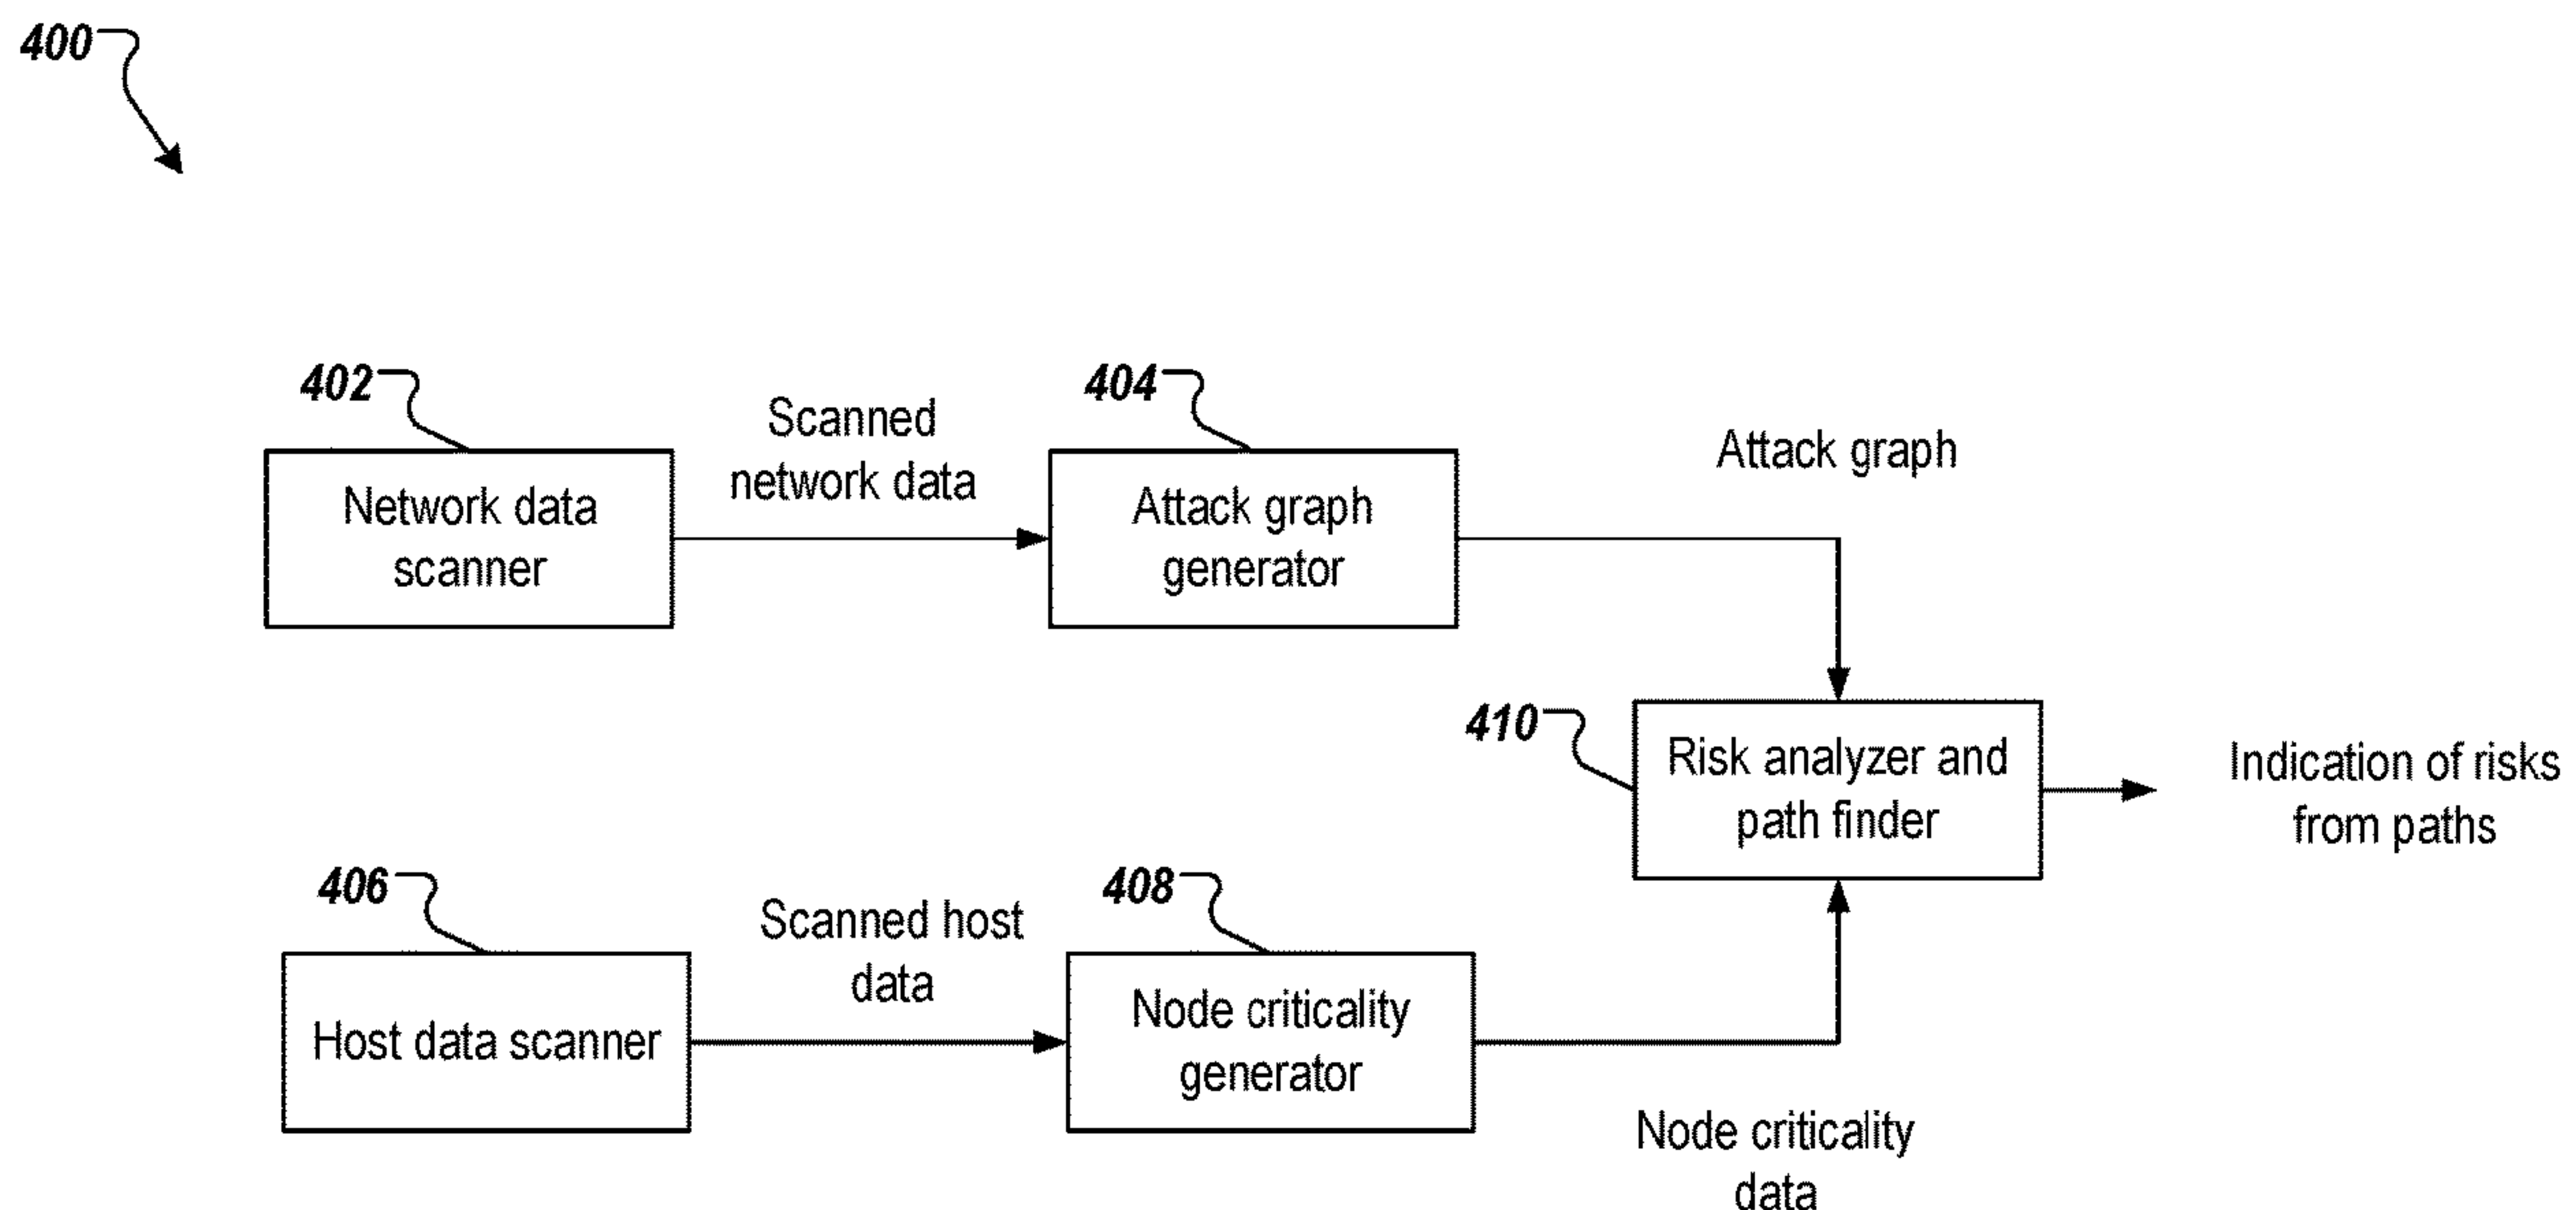 400
402
Scanned
network data
404
Attack graph
Network data
scanner
Attack graph
generator
410
Risk analyzer and
path finder
Indication of risks
from paths
406
Scanned host
data
408
Host data scanner
Node criticality
generator
Node criticality
data